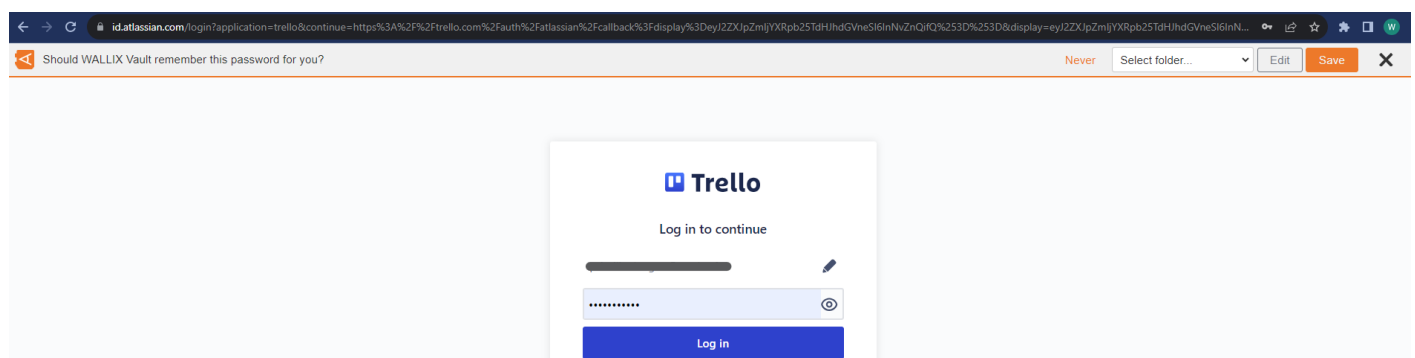 id.atlassian.com/login?application=trello&continue=https%3A%2F%2Ftrello.com%2Fauth%2Fatlassian%2Fcallback%3Fdisplay%3DeyJ2ZXJpZmljYXRpb25TdHJhdGVneSI6InNvZnQifQ%253D%253D&display=eyJ2ZXJpZmljYXRpb25TdHJhdGVneSI6InN... W
Should WALLIX Vault remember this password for you? Never Select folder... Edit Save
Trello
Log in to continue
Log in